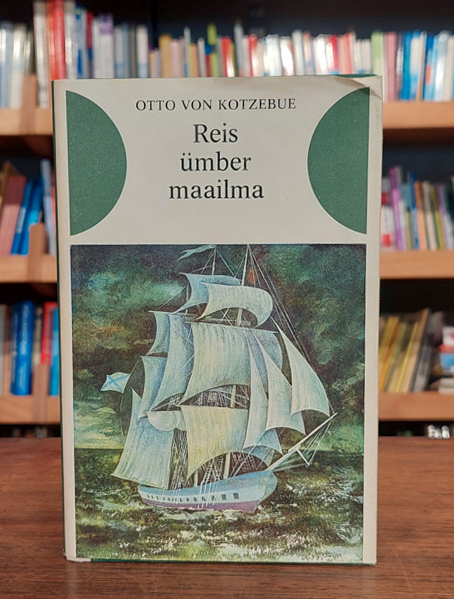 OTTO VON KOTZEBUE
Reis
ümber
maailma